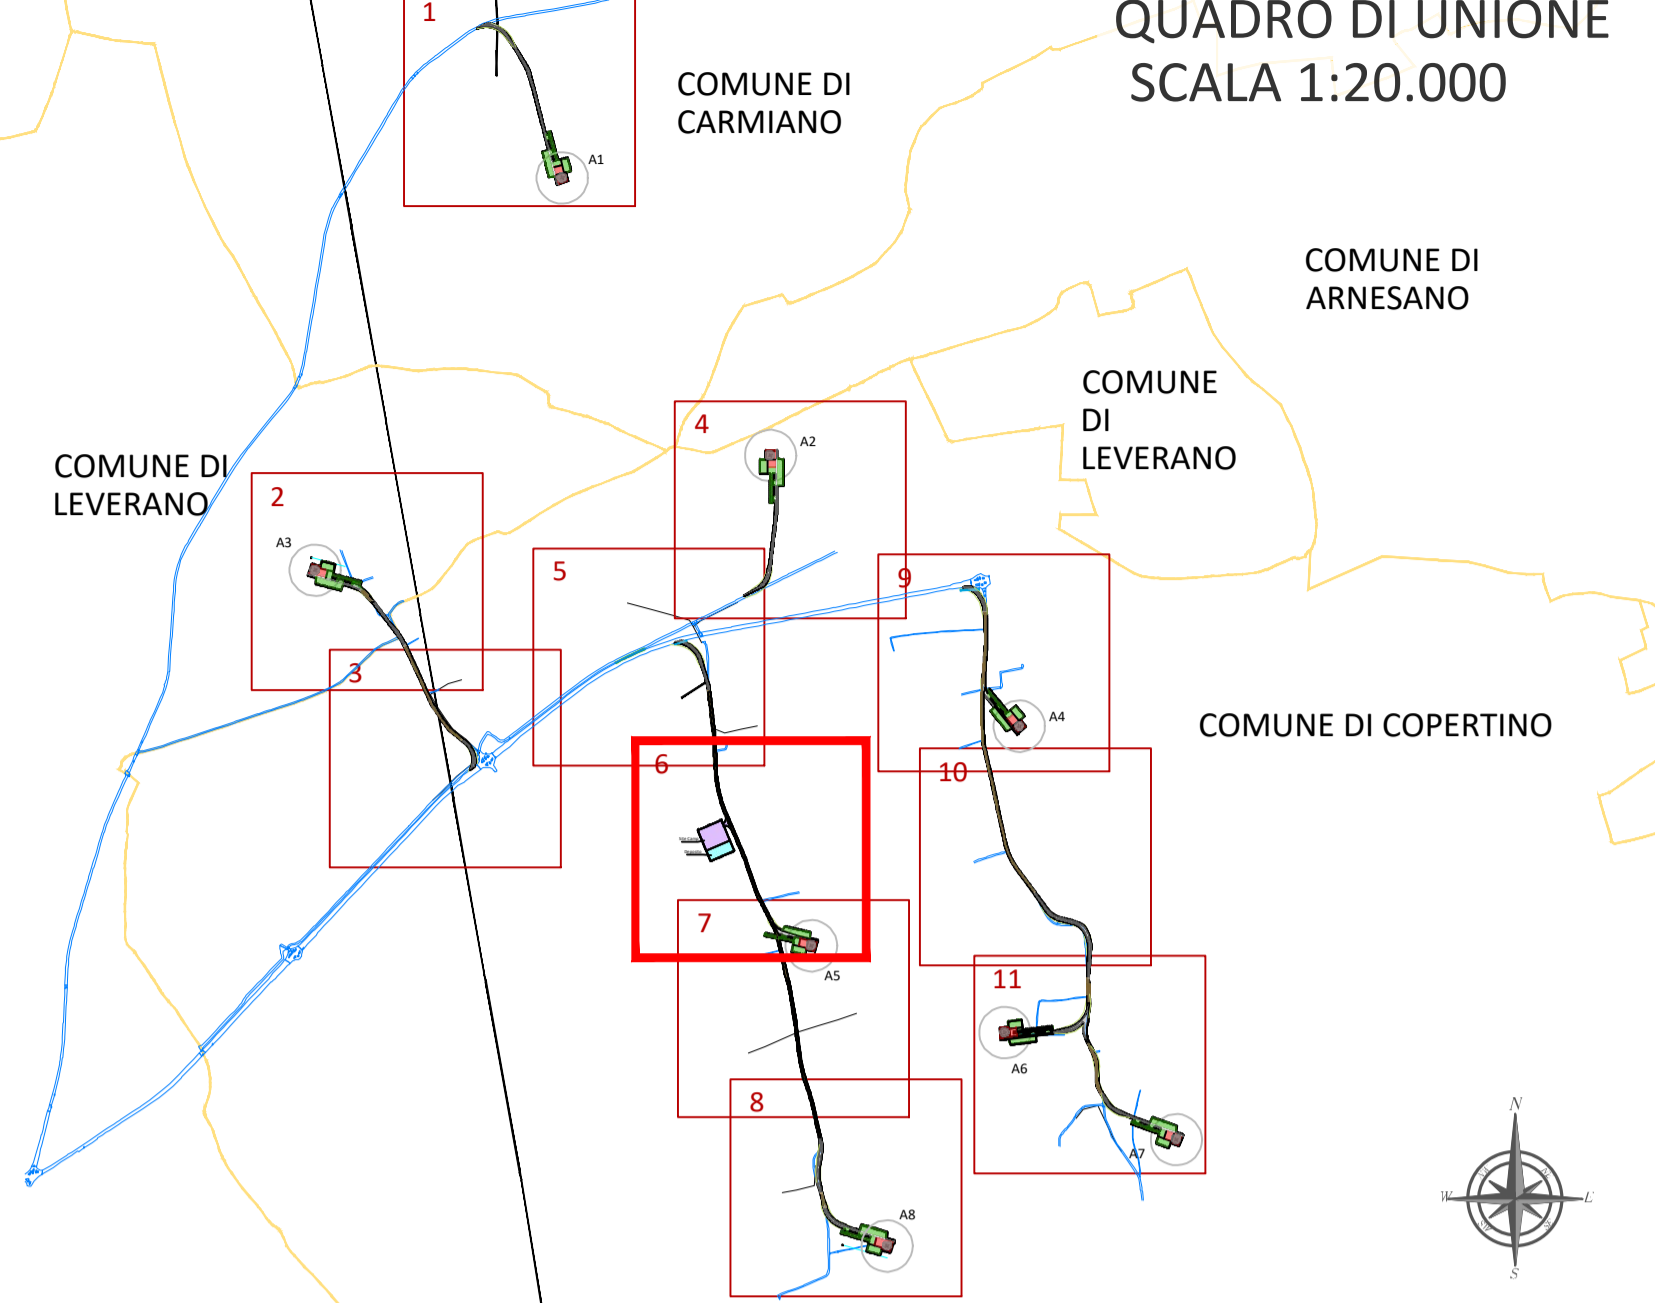 QUADRO DI UNIONE
SCALA 1:20.000
1
COMUNE DI
CARMIANO
A1
COMUNE DI
ARNESANO
COMUNE
DI
LEVERANO
4
A2
COMUNE DI
LEVERANO
2
A3
5
9
3
A4
COMUNE DI COPERTINO
6
10
7
A5
11
A6
8
A7
A8
N
W
E
S